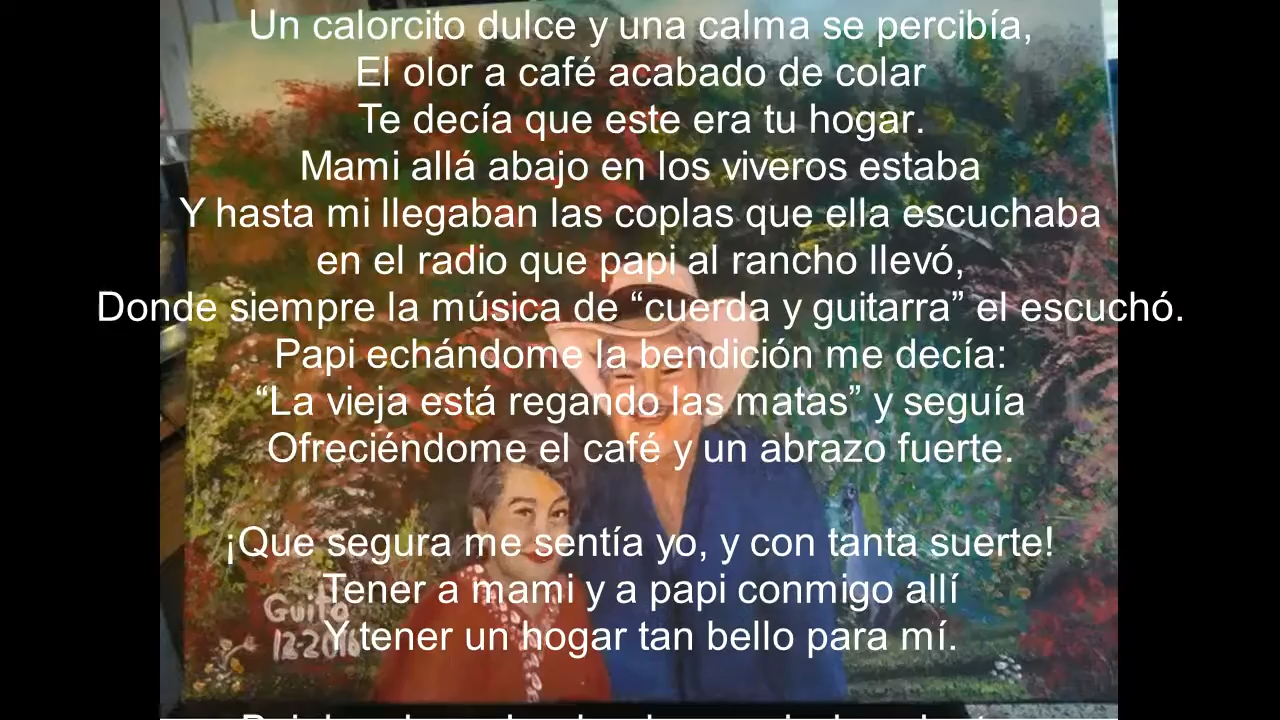 Un calorcito dulce y una calma se percibía,
El olor a café acabado de colar
Te decía que este era tu hogar.
Mami allá abajo en los viveros estaba
Y hasta mi llegaban las coplas que ella escuchaba
en el radio que papi al rancho llevó,
Donde siempre la música de “cuerda y guitarra” el escuchó.
Papi echándome la bendición me decía:
“La vieja está regando las matas” y seguía
Ofreciéndome el café y un abrazo fuerte.
¡Que segura me sentía yo, y con tanta suerte!
Tener a mami y a papi conmigo allí
Y tener un hogar tan bello para mí.
Guito
12-2016